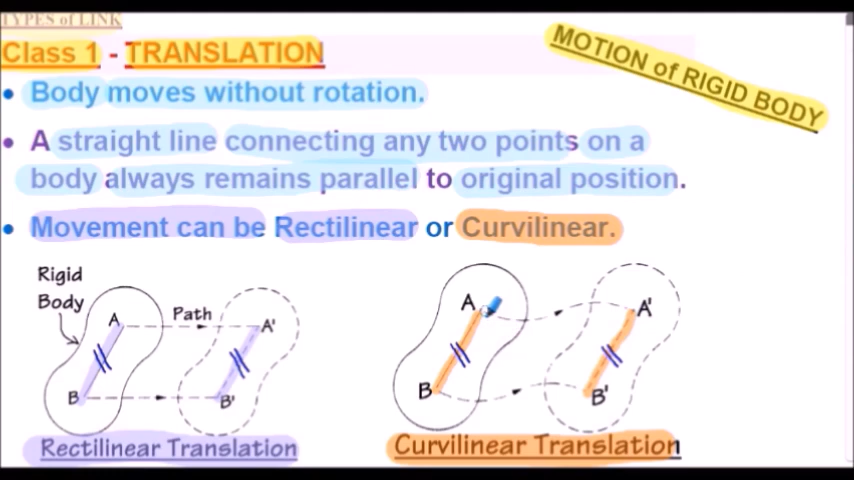 TYPES of LINK
Class 1 - TRANSLATION
MOTION of RIGID BODY
• Body moves without rotation.
• A straight line connecting any two points on a
body always remains parallel to original position.
• Movement can be Rectilinear or Curvilinear.
Rigid
Body
A
Path
A'
B
B'
A
A'
B
B'
Rectilinear Translation
Curvilinear Translation